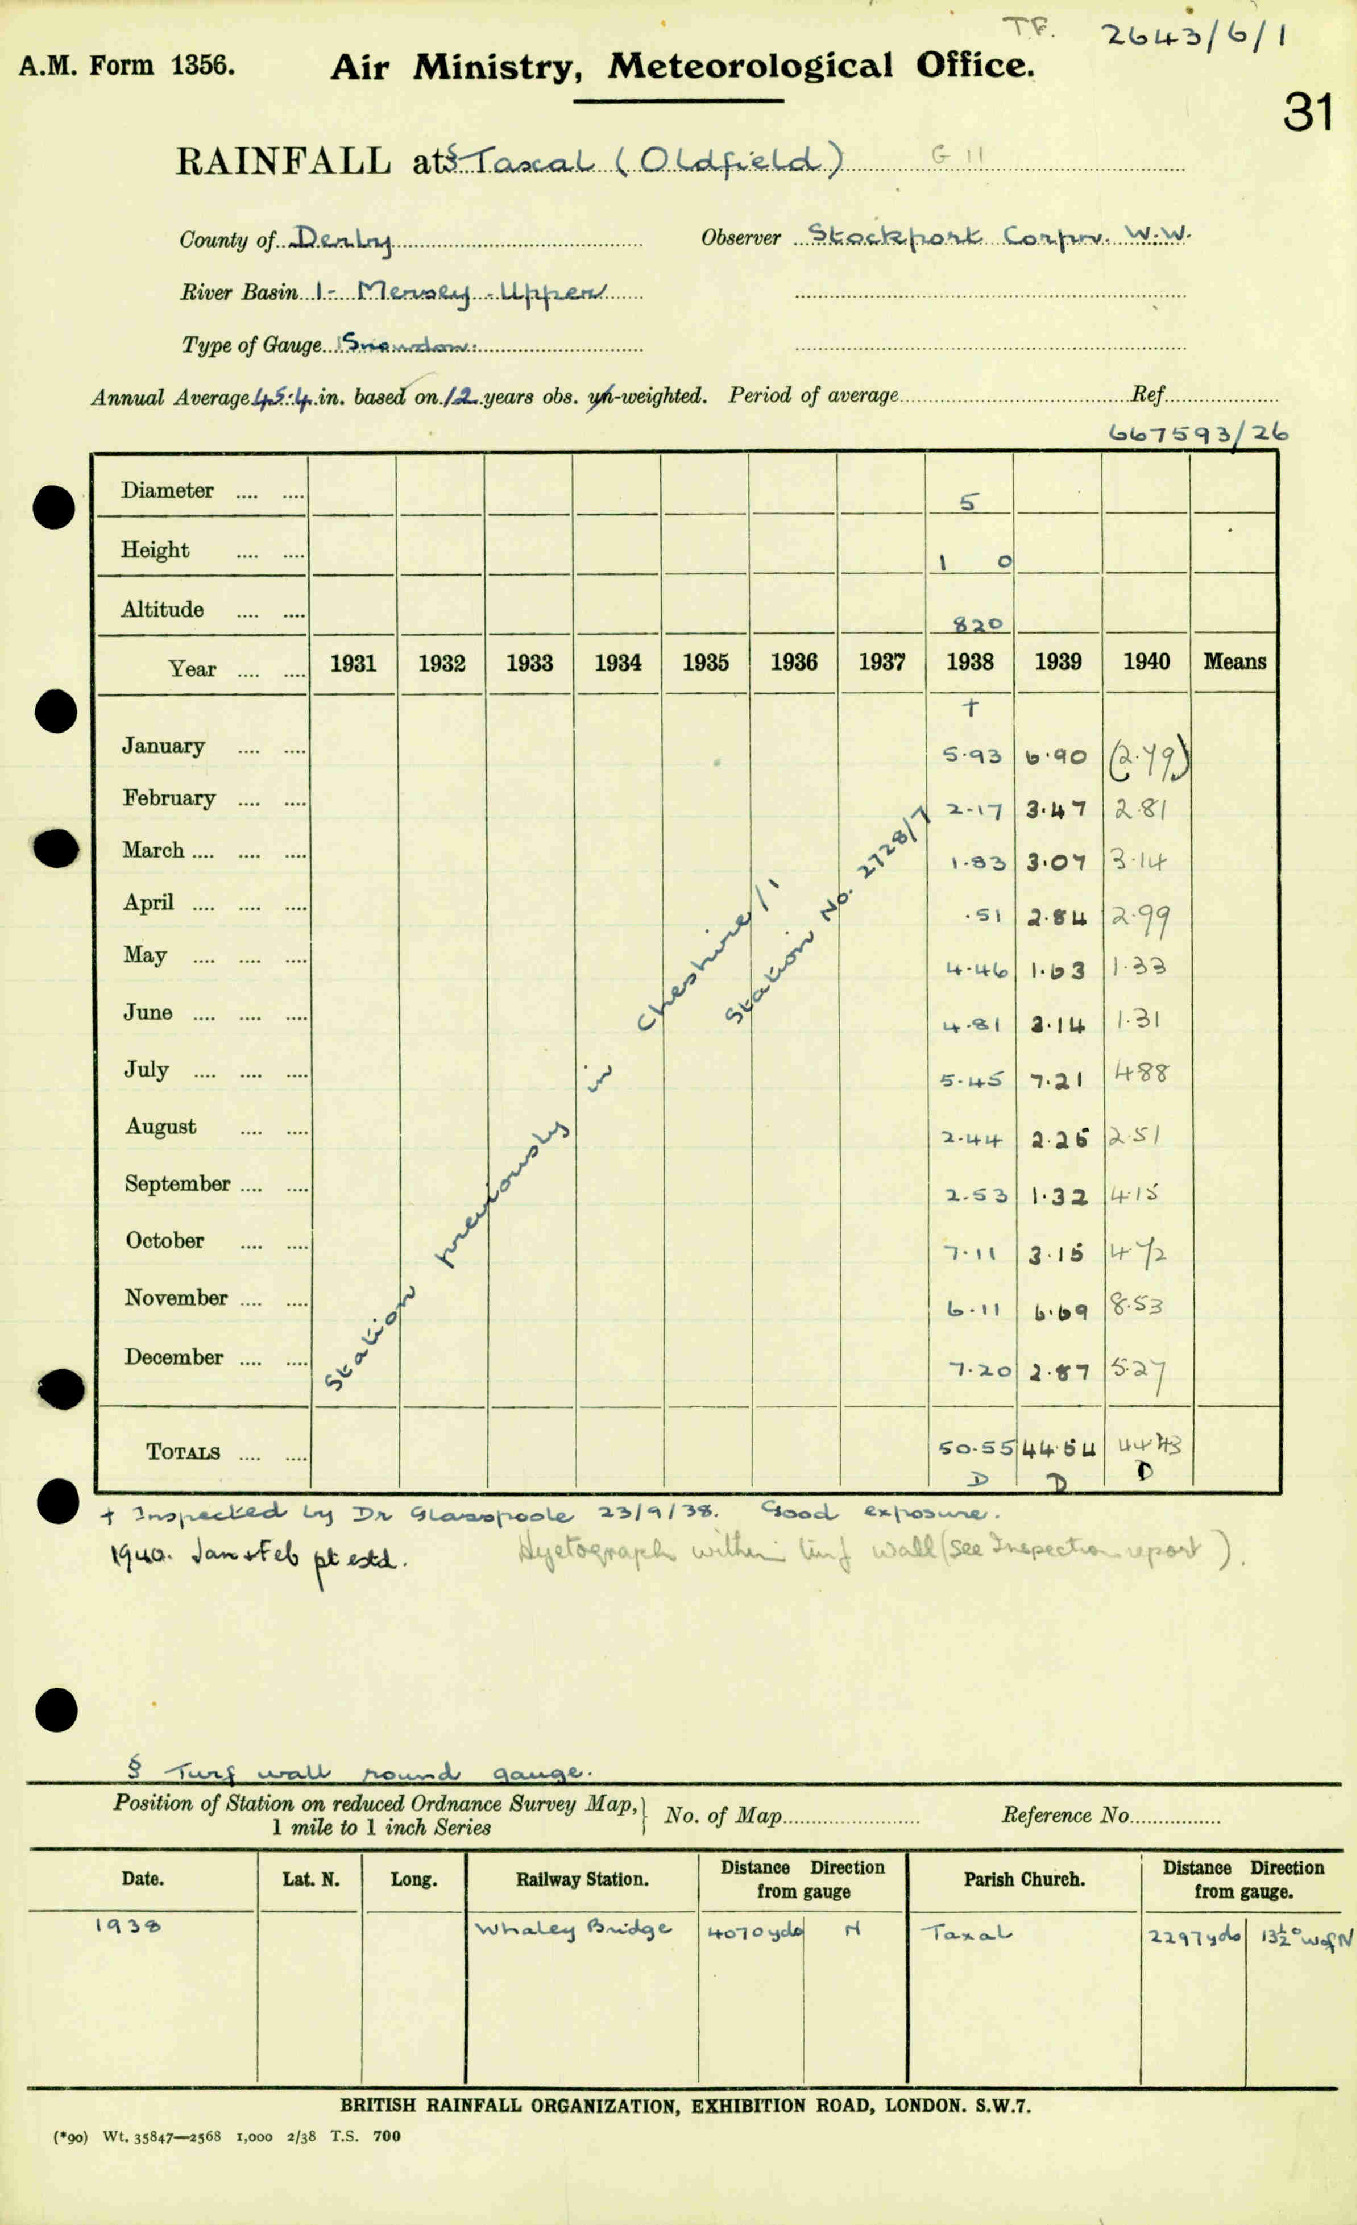 T.F. 2643/6/1
A.M. Form 1356.
Air Ministry, Meteorological Office.
31
RAINFALL at § Taxal (Oldfield) G 11
County of Derby Observer Stockport Corpn. W.W.
River Basin 1- Mersey - Upper
Type of Gauge Snowdon.
Annual Average 45.4 in. based on 12 years obs. un-weighted. Period of average Ref.
667593/26
Diameter 5
Height 1 0
Altitude 820
Year 1931 1932 1933 1934 1935 1936 1937 1938 1939 1940 Means
†
January 5.93 6.90 (2.79)
February 2.17 3.47 2.81
March 1.83 3.07 3.14
April .51 2.84 2.99
May 4.46 1.63 1.33
June 4.81 3.14 1.31
July 5.45 7.21 4.88
August 2.44 2.25 2.51
September 2.53 1.32 4.15
October 7.11 3.15 4.72
November 6.11 6.69 8.53
December 7.20 2.87 5.27
Station previously in Cheshire/1
Station No. 2728/7
TOTALS 50.55 44.54 44.43
D D D
† Inspected by Dr Glasspoole 23/9/38. Good exposure.
1940. Jan + Feb pt estd. Hyetograph within turf wall (see Inspection report).
§ Turf wall round gauge.
Position of Station on reduced Ordnance Survey Map, 1 mile to 1 inch Series } No. of Map Reference No.
Date. Lat. N. Long. Railway Station. Distance Direction from gauge Parish Church. Distance Direction from gauge.
1938 Whaley Bridge 4070 yds N Taxal 2297 yds 13½° W of N
BRITISH RAINFALL ORGANIZATION, EXHIBITION ROAD, LONDON. S.W.7.
(*90) Wt. 35847—2568 1,000 2/38 T.S. 700